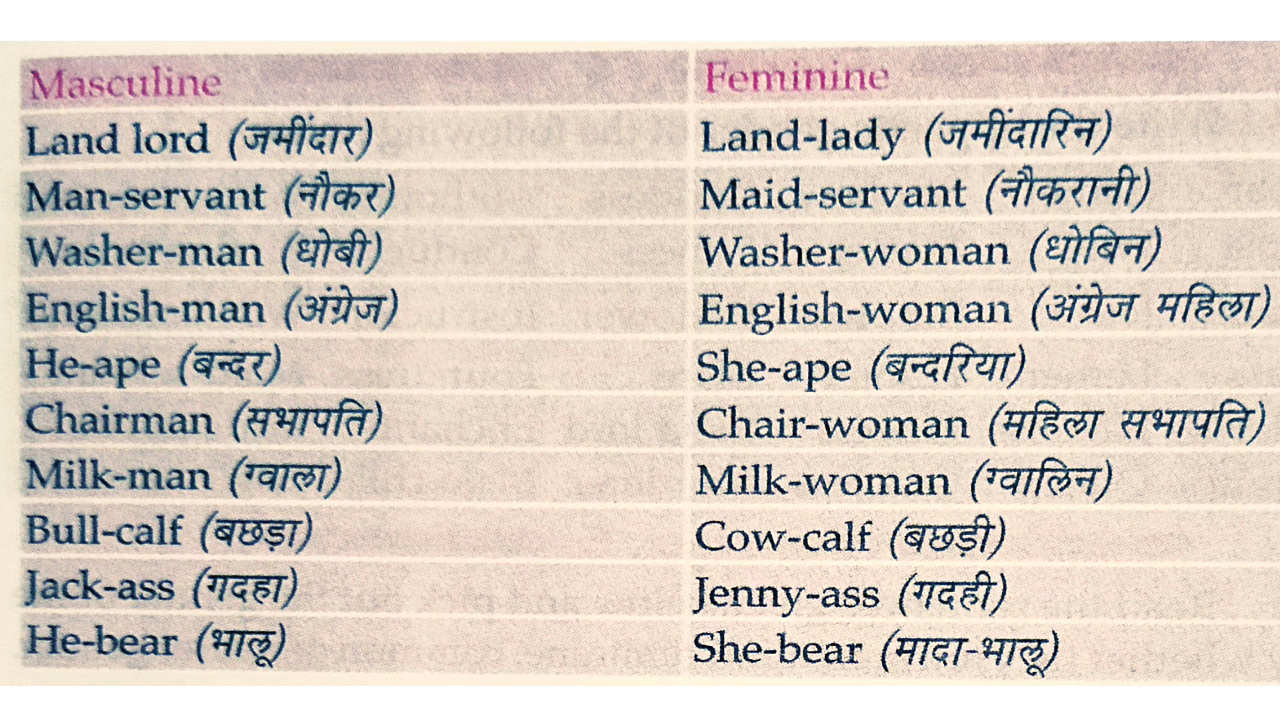 Masculine Feminine
Land lord (जमींदार) Land-lady (जमींदारिन)
Man-servant (नौकर) Maid-servant (नौकरानी)
Washer-man (धोबी) Washer-woman (धोबिन)
English-man (अंग्रेज) English-woman (अंग्रेज महिला)
He-ape (बन्दर) She-ape (बन्दरिया)
Chairman (सभापति) Chair-woman (महिला सभापति)
Milk-man (ग्वाला) Milk-woman (ग्वालिन)
Bull-calf (बछड़ा) Cow-calf (बछड़ी)
Jack-ass (गदहा) Jenny-ass (गदही)
He-bear (भालू) She-bear (मादा-भालू)